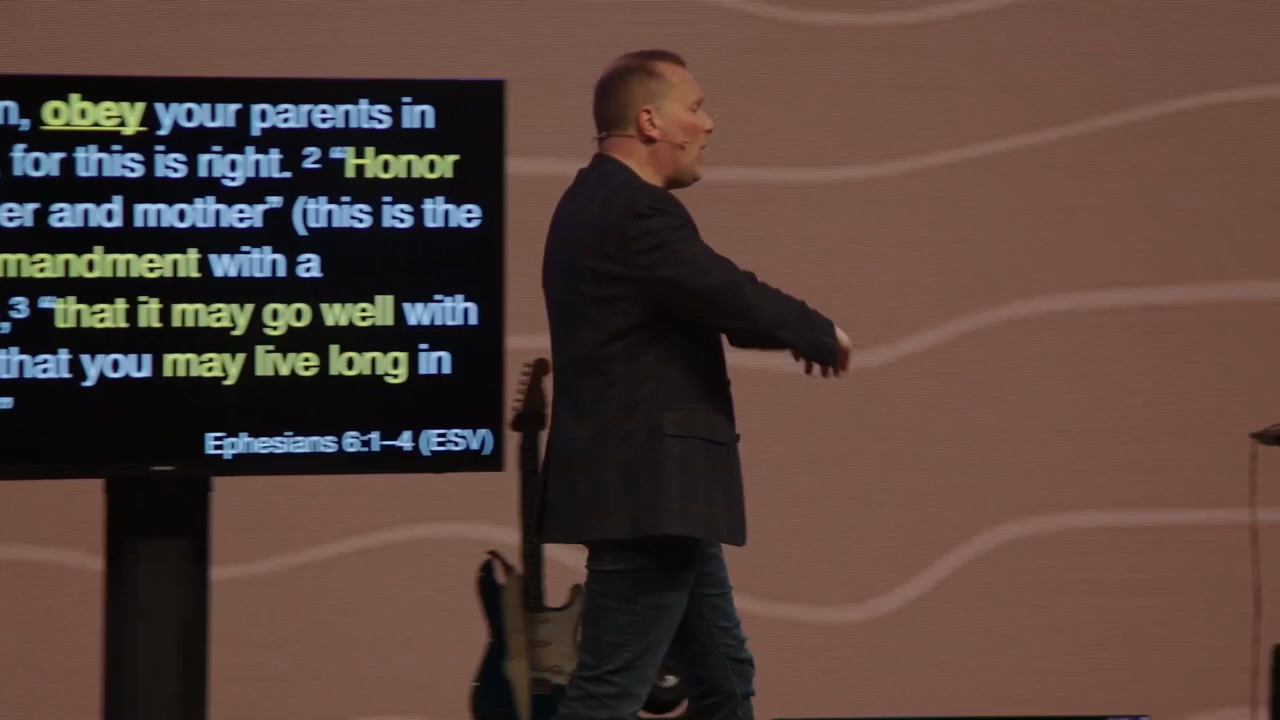 n, obey your parents in
for this is right. ² “Honor
er and mother” (this is the
mandment with a
,³ “that it may go well with
that you may live long in
”
Ephesians 6:1–4 (ESV)